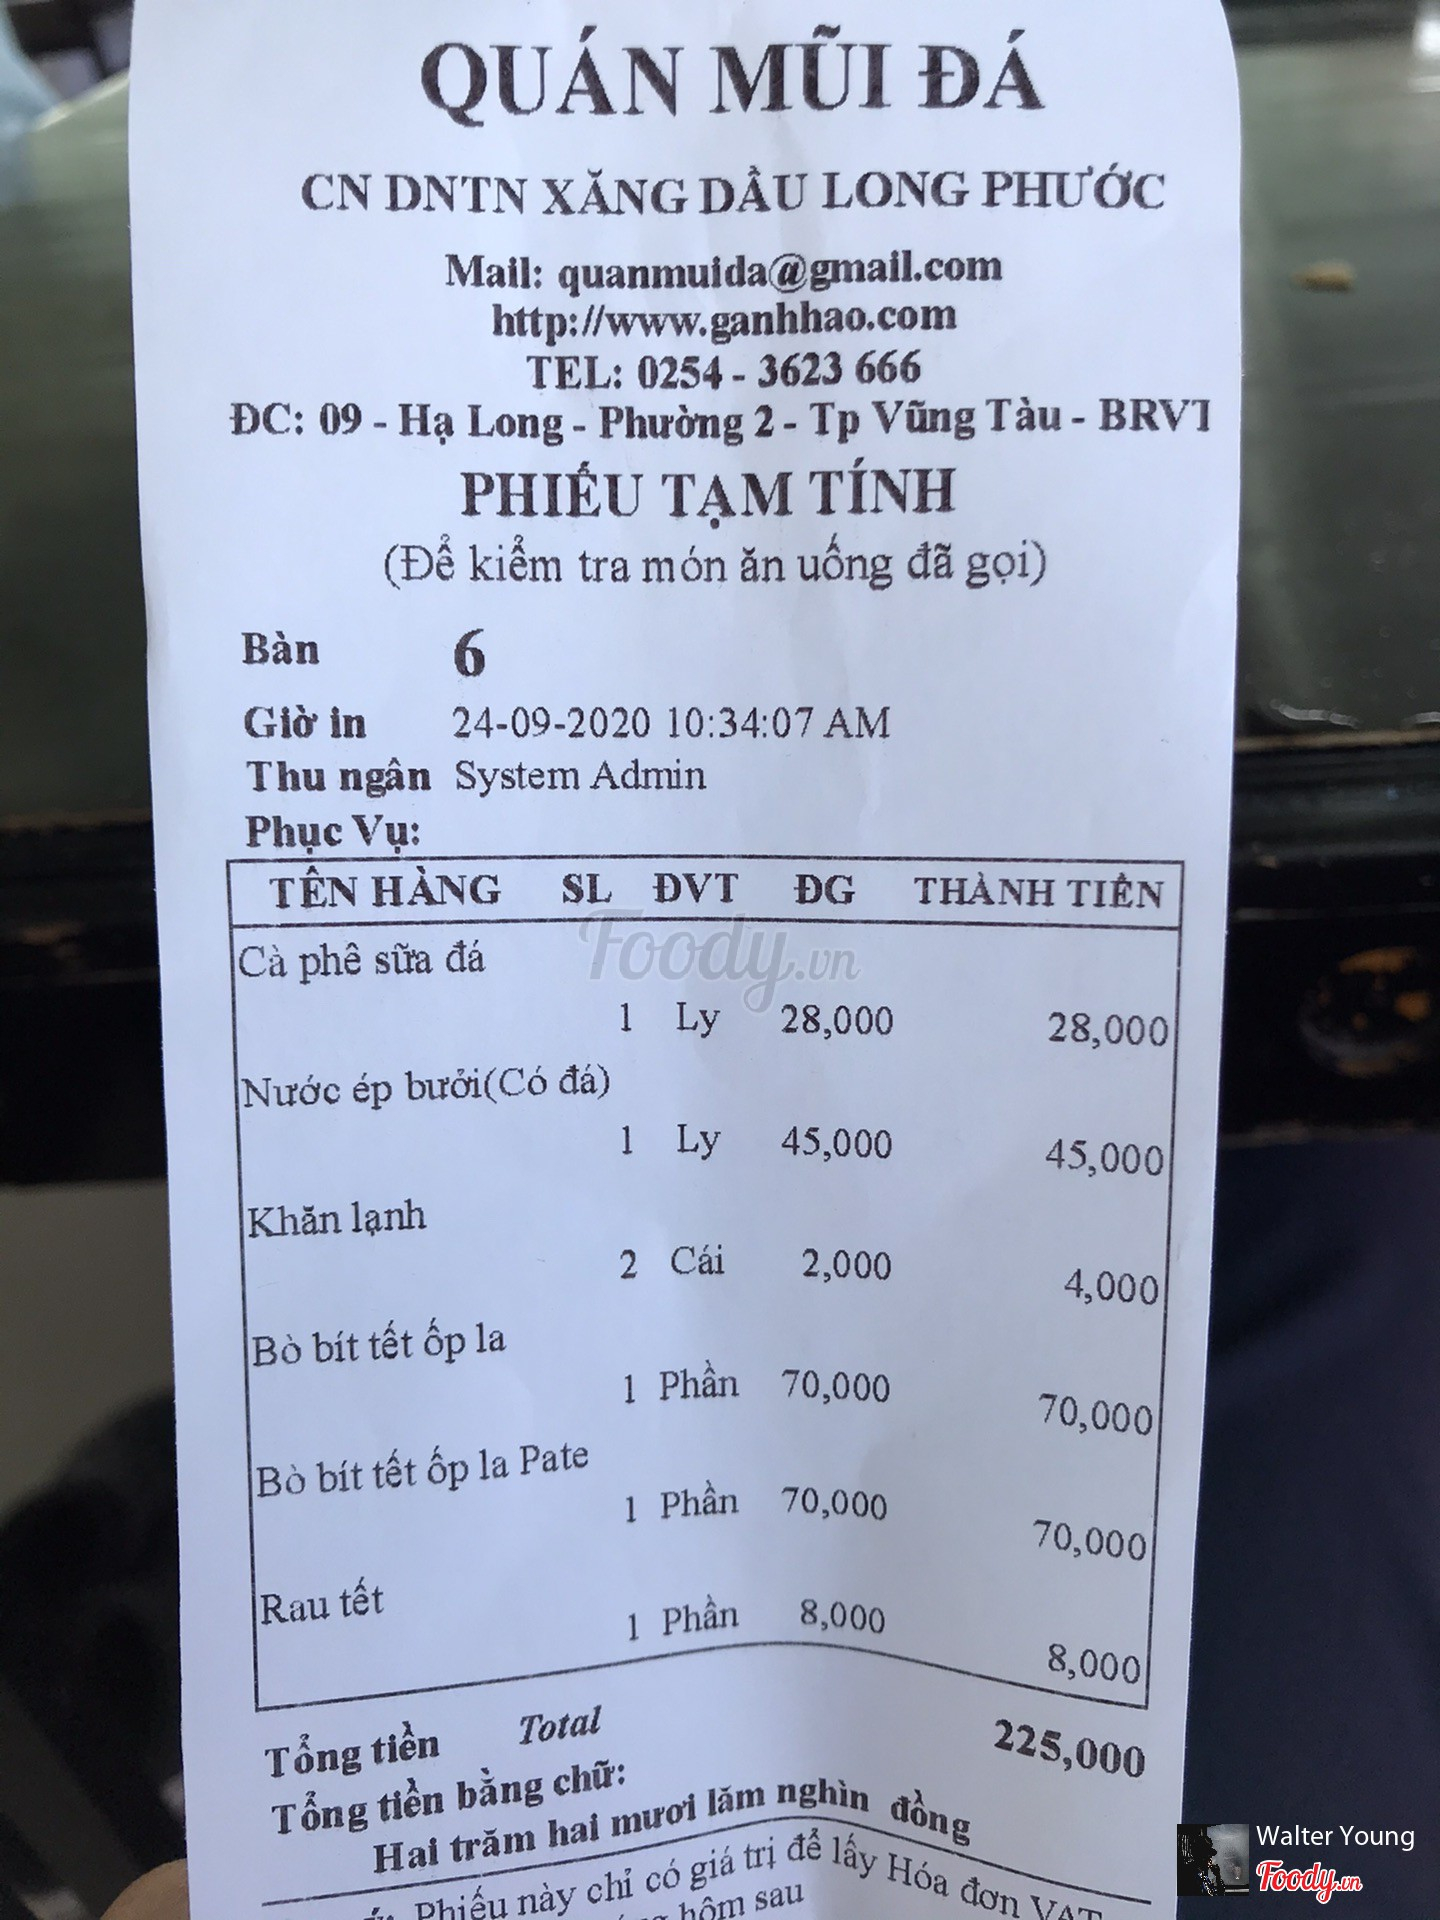 QUÁN MŨI ĐÁ
CN DNTN XĂNG DẦU LONG PHƯỚC
Mail: quanmuida@gmail.com
http://www.ganhhao.com
TEL: 0254 - 3623 666
ĐC: 09 - Hạ Long - Phường 2 - Tp Vũng Tàu - BRVT
PHIẾU TẠM TÍNH
(Để kiểm tra món ăn uống đã gọi)
Bàn 6
Giờ in 24-09-2020 10:34:07 AM
Thu ngân System Admin
Phục Vụ:
TÊN HÀNG SL ĐVT ĐG THÀNH TIỀN
Foody.vn
Cà phê sữa đá
1 Ly 28,000 28,000
Nước ép bưởi(Có đá)
1 Ly 45,000 45,000
Khăn lạnh
2 Cái 2,000 4,000
Bò bít tết ốp la
1 Phần 70,000 70,000
Bò bít tết ốp la Pate
1 Phần 70,000 70,000
Rau tết
1 Phần 8,000 8,000
Tổng tiền Total 225,000
Tổng tiền bằng chữ:
Hai trăm hai mươi lăm nghìn đồng
Phiếu này chỉ có giá trị để lấy Hóa đơn VAT
hôm sau
Walter Young
Foody.vn